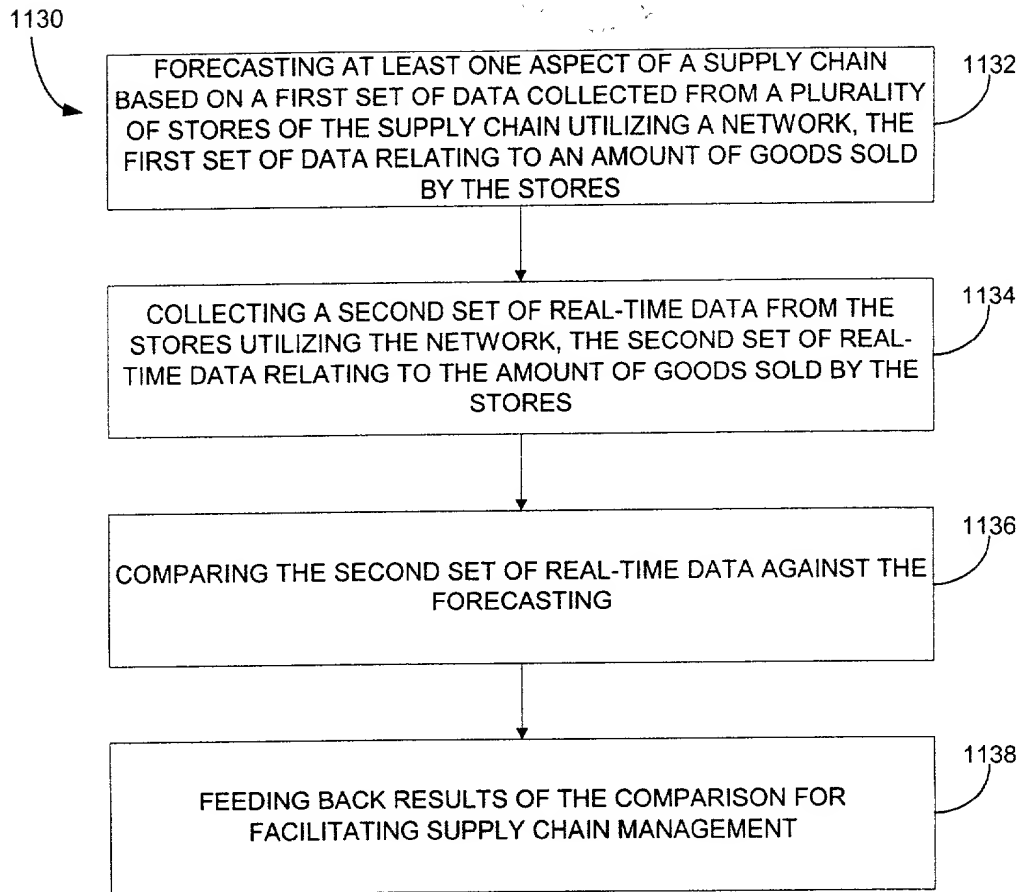 1130
FORECASTING AT LEAST ONE ASPECT OF A SUPPLY CHAIN
BASED ON A FIRST SET OF DATA COLLECTED FROM A PLURALITY
OF STORES OF THE SUPPLY CHAIN UTILIZING A NETWORK, THE
FIRST SET OF DATA RELATING TO AN AMOUNT OF GOODS SOLD
BY THE STORES
1132
COLLECTING A SECOND SET OF REAL-TIME DATA FROM THE
STORES UTILIZING THE NETWORK, THE SECOND SET OF REAL-
TIME DATA RELATING TO THE AMOUNT OF GOODS SOLD BY THE
STORES
1134
COMPARING THE SECOND SET OF REAL-TIME DATA AGAINST THE
FORECASTING
1136
FEEDING BACK RESULTS OF THE COMPARISON FOR
FACILITATING SUPPLY CHAIN MANAGEMENT
1138